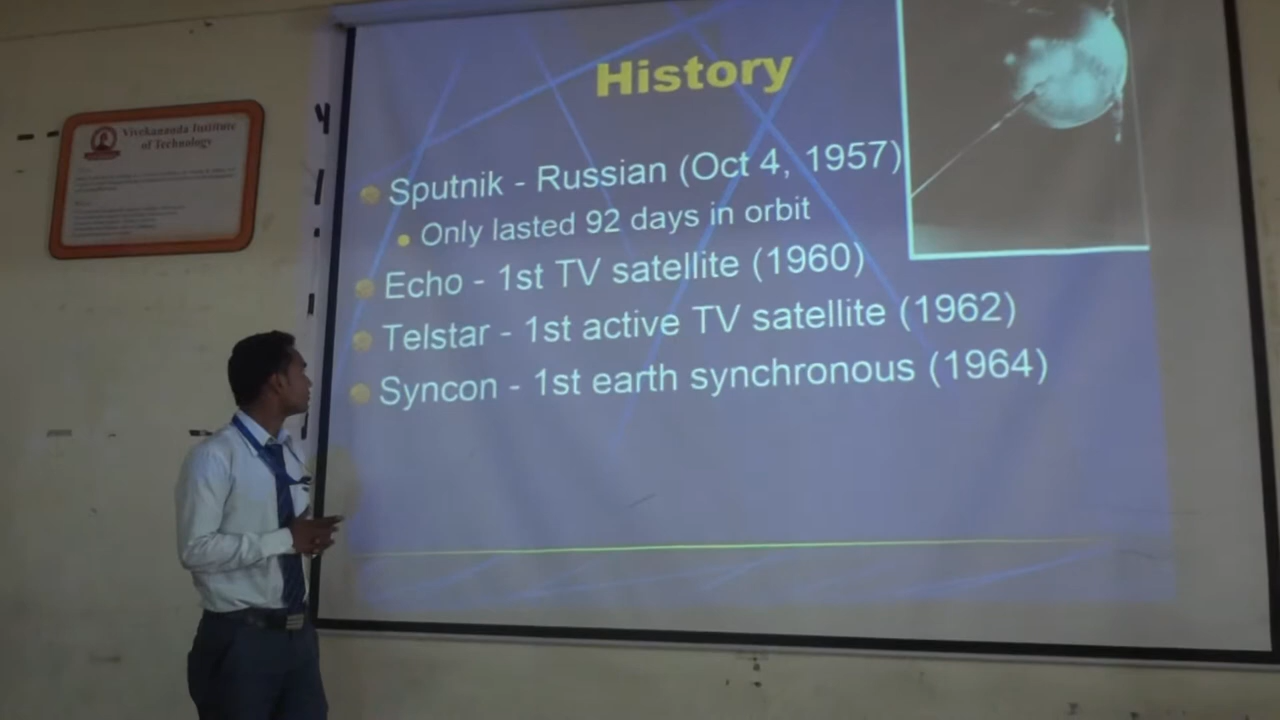 Vivekananda Institute
of Technology
History
Sputnik - Russian (Oct 4, 1957)
Only lasted 92 days in orbit
Echo - 1st TV satellite (1960)
Telstar - 1st active TV satellite (1962)
Syncon - 1st earth synchronous (1964)